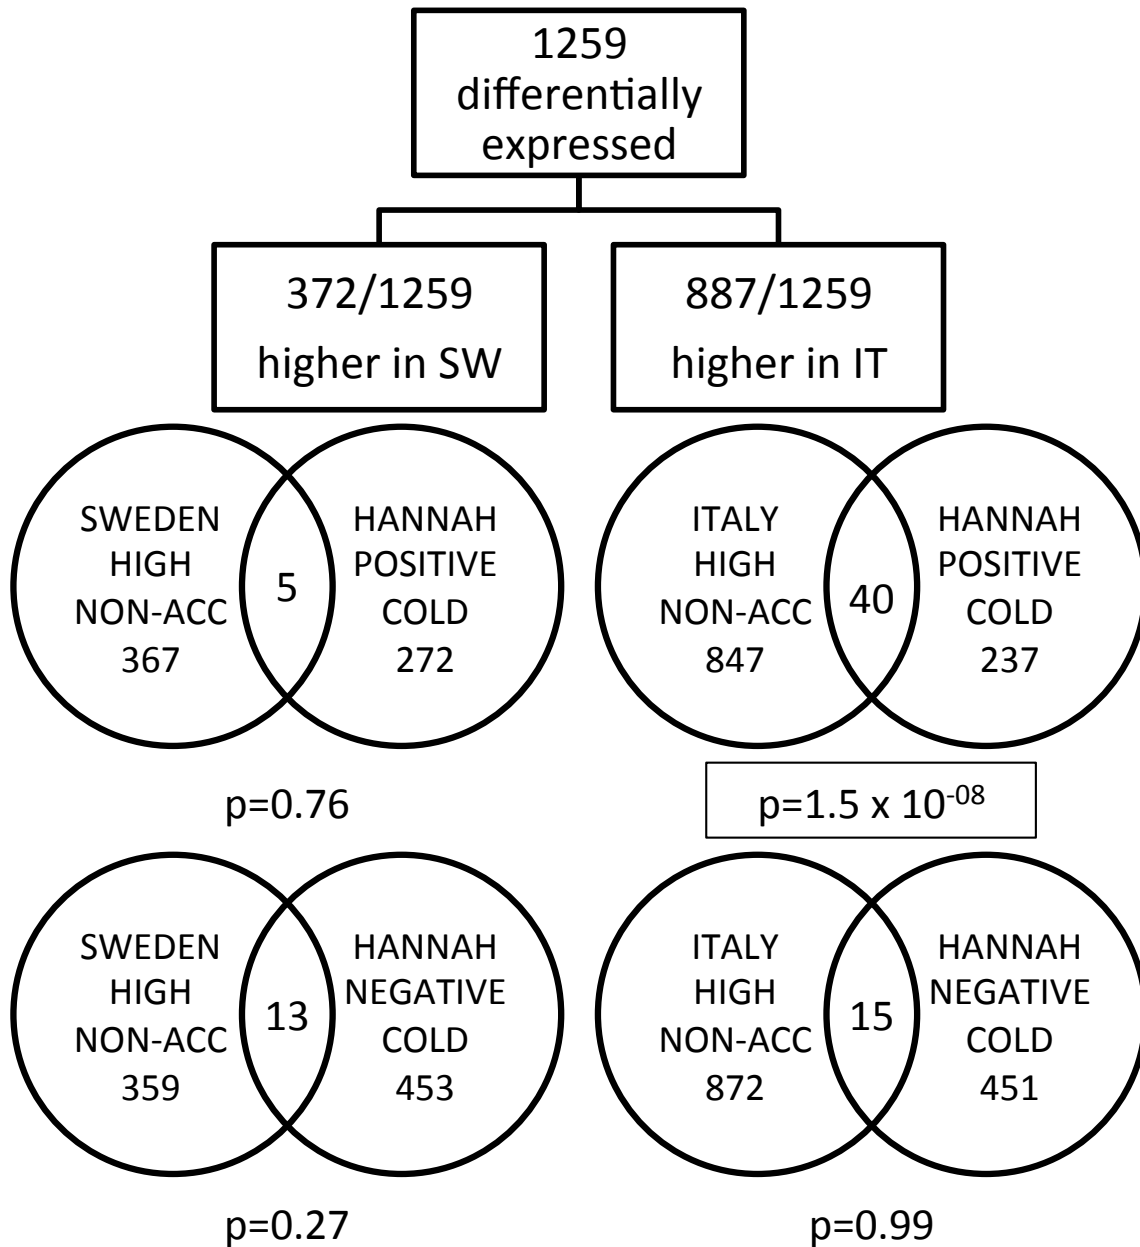 1259
differentially
expressed
372/1259
higher in SW
887/1259
higher in IT
SWEDEN
HIGH
NON-ACC
367
5
HANNAH
POSITIVE
COLD
272
p=0.76
ITALY
HIGH
NON-ACC
847
40
HANNAH
POSITIVE
COLD
237
p=1.5 x 10⁻⁰⁸
SWEDEN
HIGH
NON-ACC
359
13
HANNAH
NEGATIVE
COLD
453
p=0.27
ITALY
HIGH
NON-ACC
872
15
HANNAH
NEGATIVE
COLD
451
p=0.99